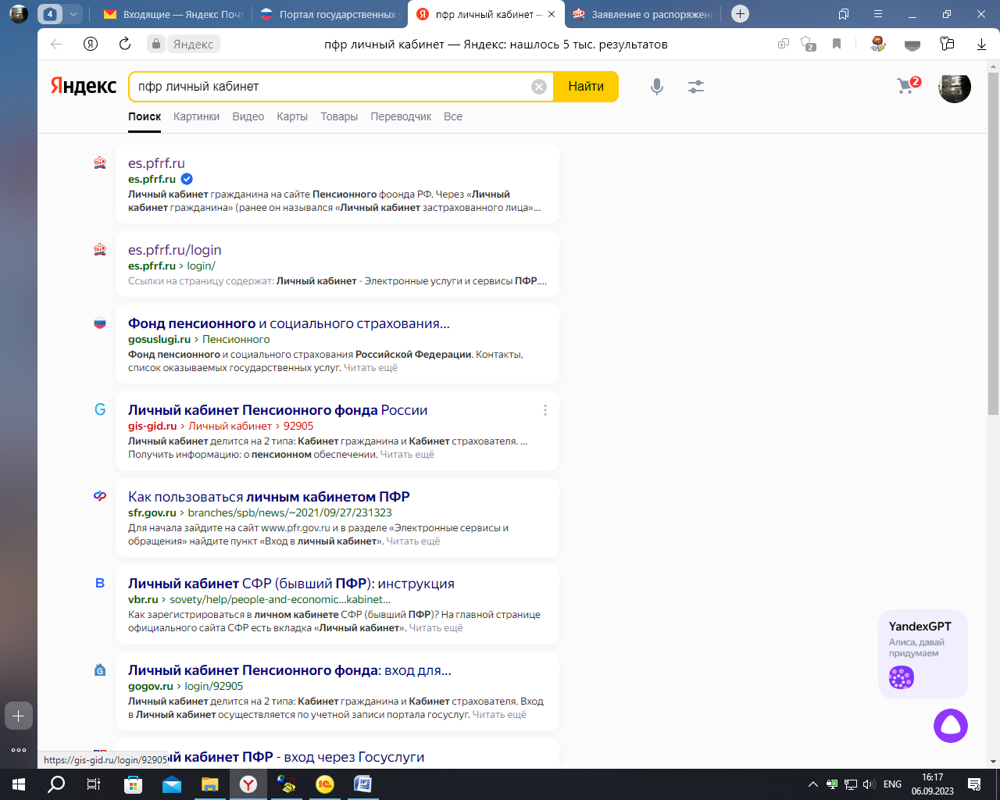 4
Входящие — Яндекс Почт
Портал государственных у
пфр личный кабинет —
Заявление о распоряжени
Яндекс
пфр личный кабинет — Яндекс: нашлось 5 тыс. результатов
2
Яндекс
пфр личный кабинет
Найти
2
Поиск Картинки Видео Карты Товары Переводчик Все
es.pfrf.ru
es.pfrf.ru
Личный кабинет гражданина на сайте Пенсионного фоонда РФ. Через «Личный
кабинет гражданина» (ранее он назывался «Личный кабинет застрахованного лица»...
es.pfrf.ru/login
es.pfrf.ru › login/
Ссылки на страницу содержат: Личный кабинет - Электронные услуги и сервисы ПФР....
Фонд пенсионного и социального страхования...
gosuslugi.ru › Пенсионного
Фонд пенсионного и социального страхования Российской Федерации. Контакты,
список оказываемых государственных услуг. Читать ещё
Личный кабинет Пенсионного фонда России
gis-gid.ru › Личный кабинет › 92905
Личный кабинет делится на 2 типа: Кабинет гражданина и Кабинет страхователя. ...
Получить информацию: о пенсионном обеспечении. Читать ещё
Как пользоваться личным кабинетом ПФР
sfr.gov.ru › branches/spb/news/~2021/09/27/231323
Для начала зайдите на сайт www.pfr.gov.ru и в разделе «Электронные сервисы и
обращения» найдите пункт «Вход в личный кабинет». Читать ещё
B
Личный кабинет СФР (бывший ПФР): инструкция
vbr.ru › sovety/help/people-and-economic...kabinet...
Как зарегистрироваться в личном кабинете СФР (бывший ПФР)? На главной странице
официального сайта СФР есть вкладка «Личный кабинет». Читать ещё
Личный кабинет Пенсионного фонда: вход для...
gogov.ru › login/92905
Личный кабинет делится на 2 типа: Кабинет гражданина и Кабинет страхователя. Вход
в Личный кабинет осуществляется по учетной записи портала госуслуг. Читать ещё
й кабинет ПФР - вход через Госуслуги
YandexGPT
Алиса, давай
придумаем
https://gis-gid.ru/login/92905
ENG
16:17
06.09.2023